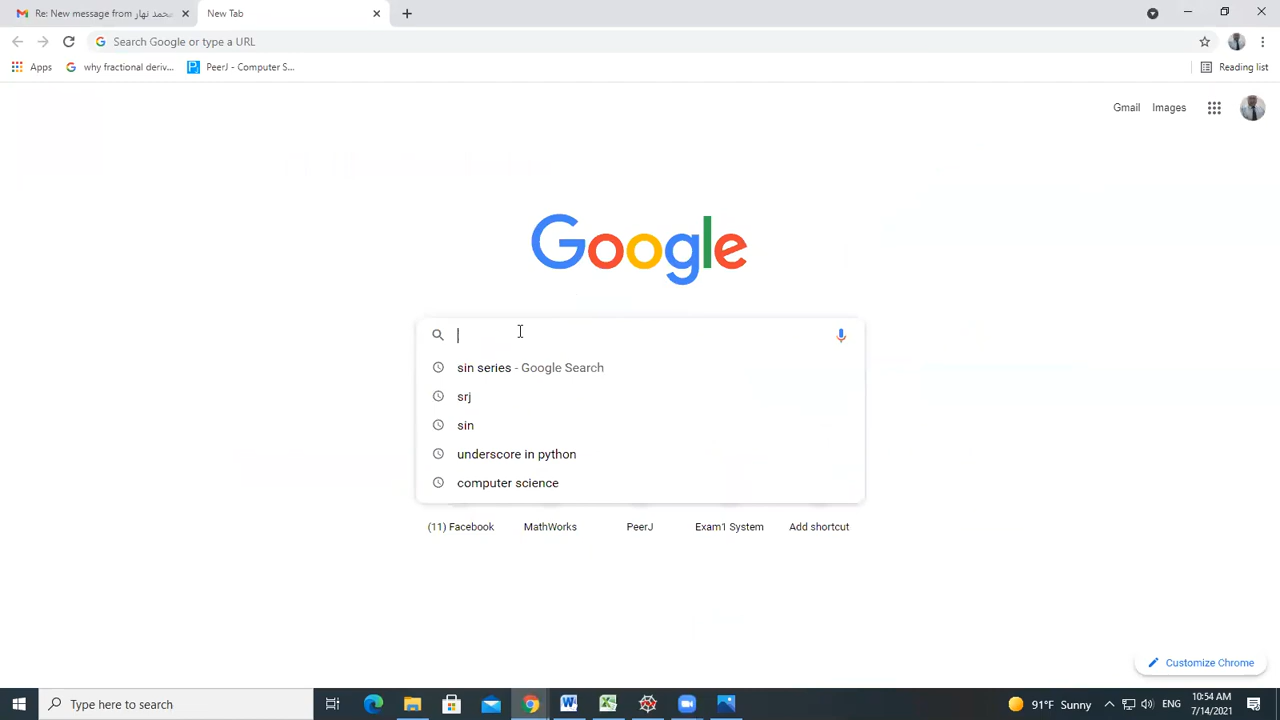 Re: New message from محمد نهار
New Tab
Search Google or type a URL
Apps
why fractional deriv...
PeerJ - Computer S...
Reading list
Gmail
Images
Google
sin series - Google Search
srj
sin
underscore in python
computer science
(11) Facebook
MathWorks
PeerJ
Exam1 System
Add shortcut
Customize Chrome
Type here to search
91°F Sunny
ENG
10:54 AM
7/14/2021